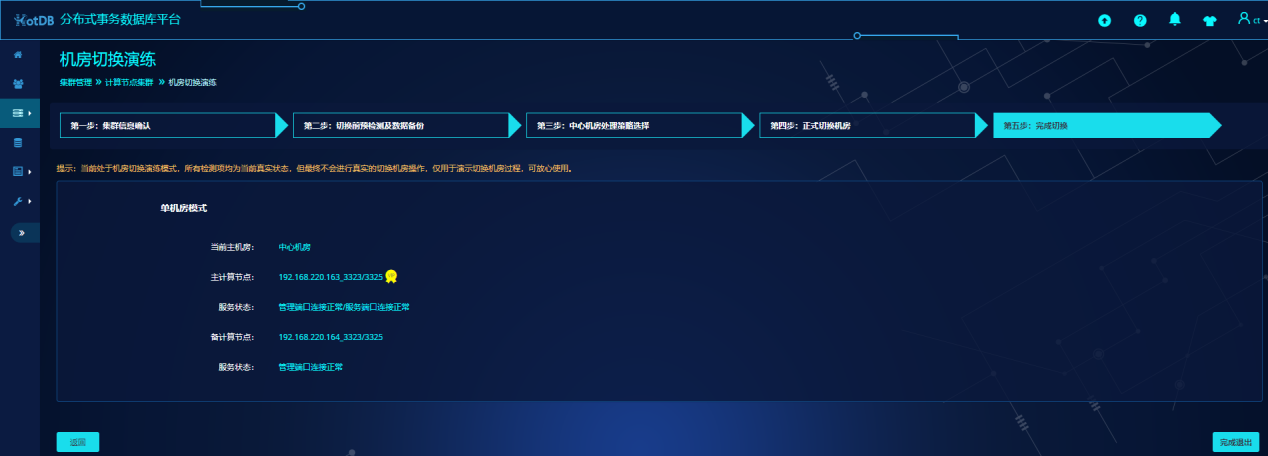 HotDB 分布式事务数据库平台
ct
机房切换演练
集群管理 » 计算节点集群 » 机房切换演练
第一步：集群信息确认
第二步：切换前预检测及数据备份
第三步：中心机房处理策略选择
第四步：正式切换机房
第五步：完成切换
提示：当前处于机房切换演练模式，所有检测项均为当前真实状态，但最终不会进行真实的切换机房操作，仅用于演示切换机房过程，可放心使用。
单机房模式
当前主机房： 中心机房
主计算节点： 192.168.220.163_3323/3325
服务状态： 管理端口连接正常/服务端口连接正常
备计算节点： 192.168.220.164_3323/3325
服务状态： 管理端口连接正常
返回
完成退出